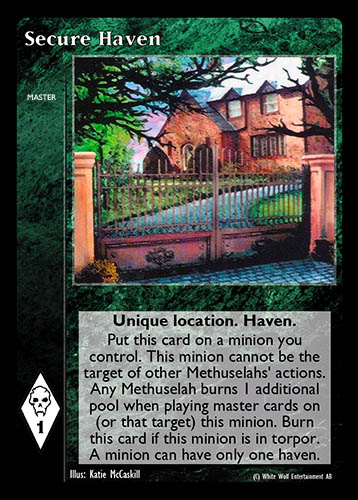 Secure Haven
MASTER
Unique location. Haven.
Put this card on a minion you
control. This minion cannot be the
target of other Methuselahs' actions.
Any Methuselah burns 1 additional
pool when playing master cards on
(or that target) this minion. Burn
this card if this minion is in torpor.
A minion can have only one haven.
1
Illus: Katie McCaskill
(C) White Wolf Entertainment AB